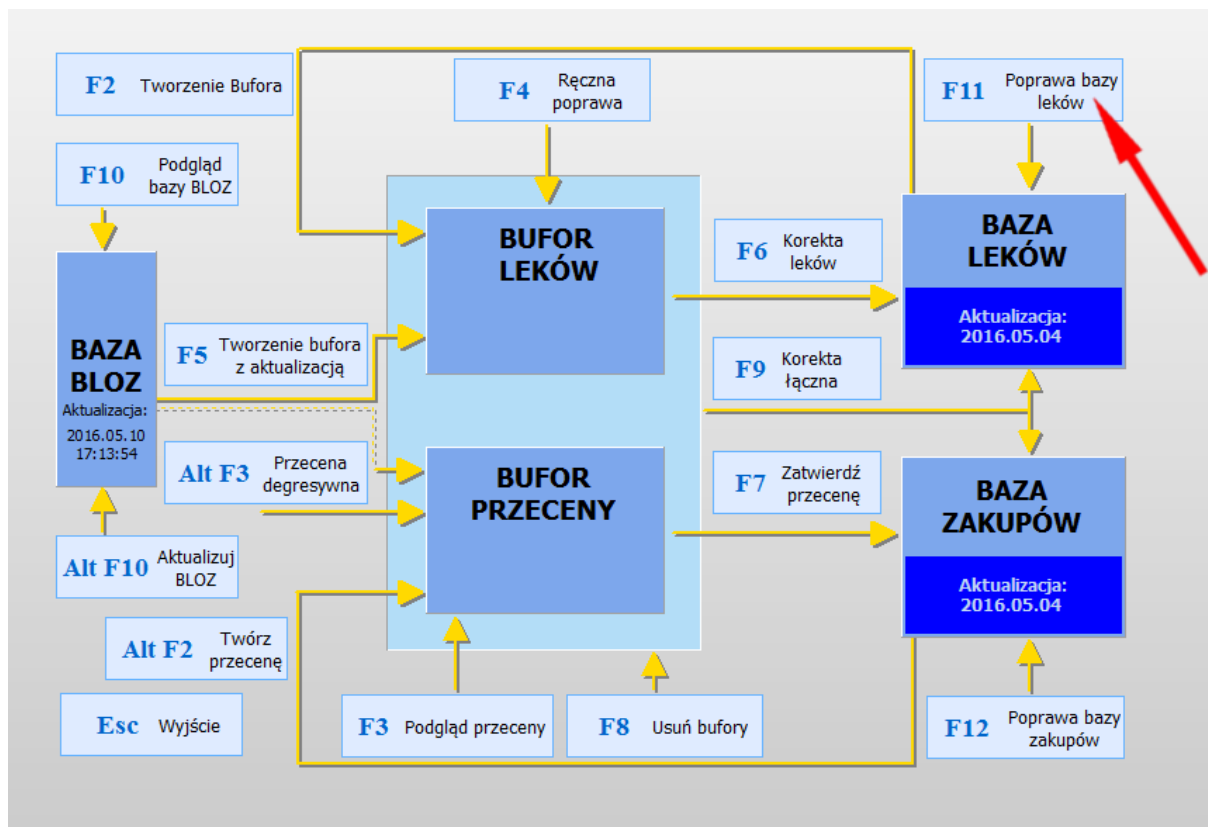 F2 Tworzenie Bufora
F4 Ręczna
poprawa
F11 Poprawa bazy
leków
F10 Podgląd
bazy BLOZ
BUFOR
LEKÓW
F6 Korekta
leków
BAZA
LEKÓW
Aktualizacja:
2016.05.04
BAZA
BLOZ
Aktualizacja:
2016.05.10
17:13:54
F5 Tworzenie bufora
z aktualizacją
F9 Korekta
łączna
Alt F3 Przecena
degresywna
BUFOR
PRZECENY
F7 Zatwierdź
przecenę
BAZA
ZAKUPÓW
Aktualizacja:
2016.05.04
Alt F10 Aktualizuj
BLOZ
Alt F2 Twórz
przecenę
Esc Wyjście
F3 Podgląd przeceny
F8 Usuń bufory
F12 Poprawa bazy
zakupów